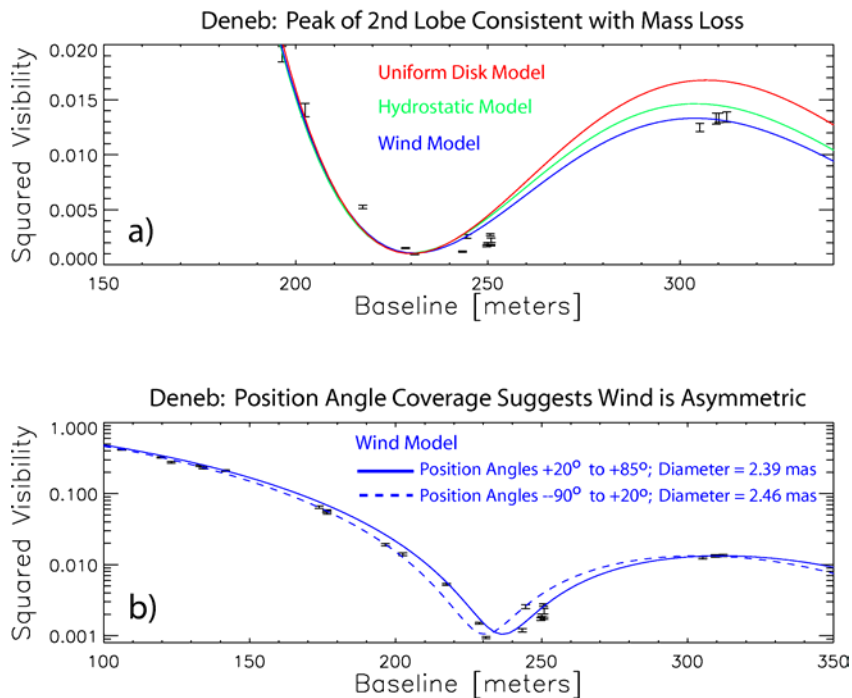 Deneb: Peak of 2nd Lobe Consistent with Mass Loss
0.020
0.015
0.010
0.005
0.000
Squared Visibility
Uniform Disk Model
Hydrostatic Model
Wind Model
a)
150
200
250
300
Baseline [meters]
Deneb: Position Angle Coverage Suggests Wind is Asymmetric
1.000
0.100
0.010
0.001
Squared Visibility
Wind Model
Position Angles +20º to +85º; Diameter = 2.39 mas
Position Angles --90º to +20º; Diameter = 2.46 mas
b)
100
150
200
250
300
350
Baseline [meters]